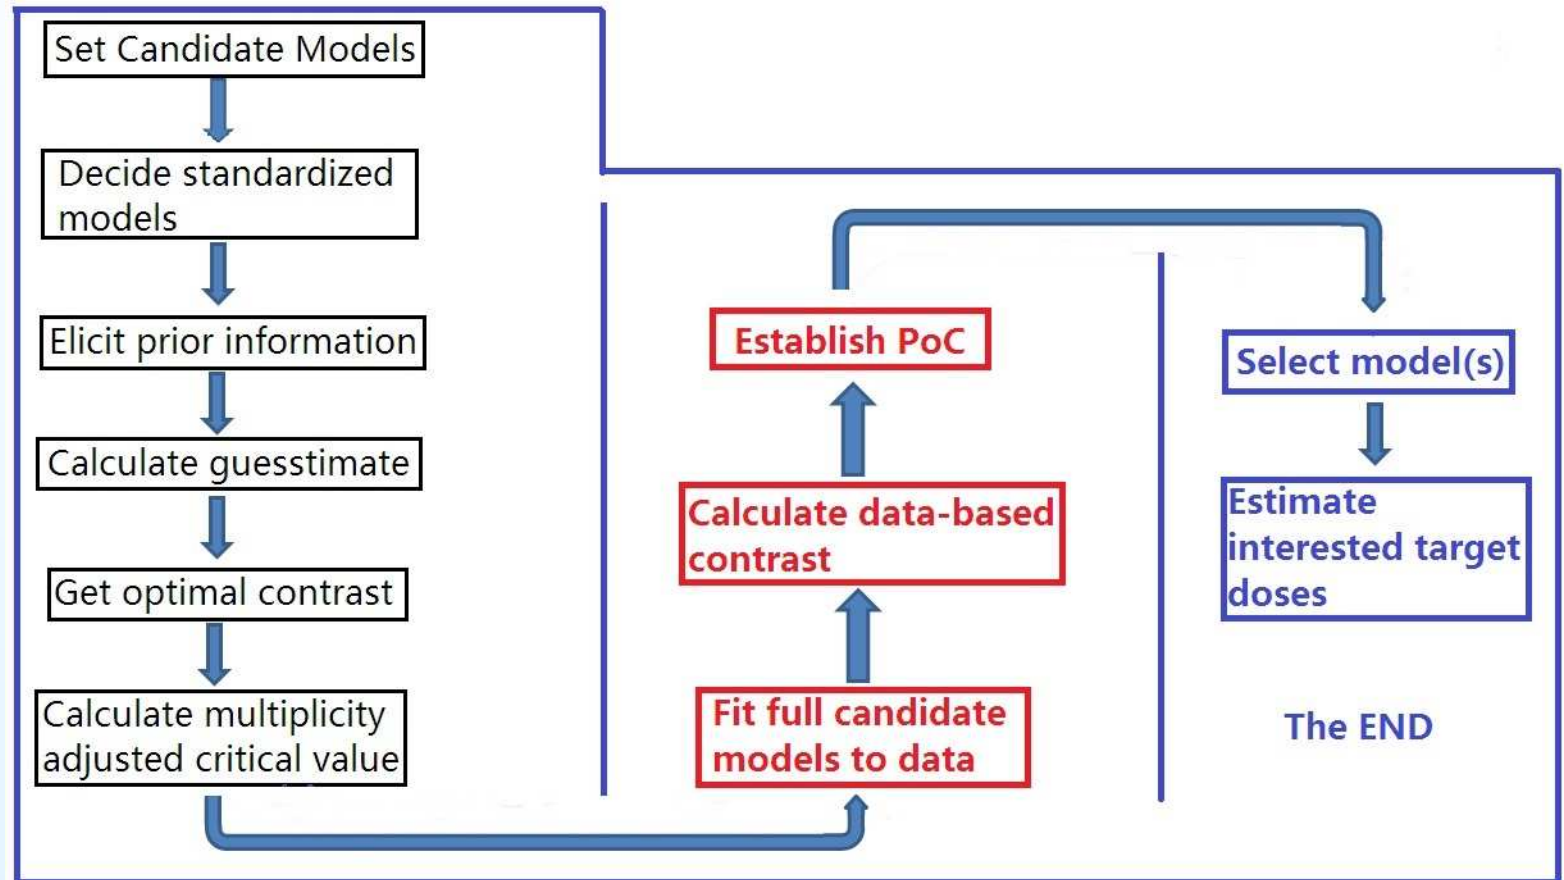 Set Candidate Models
Decide standardized
models
Elicit prior information
Calculate guesstimate
Get optimal contrast
Calculate multiplicity
adjusted critical value
Establish PoC
Calculate data-based
contrast
Fit full candidate
models to data
Select model(s)
Estimate
interested target
doses
The END